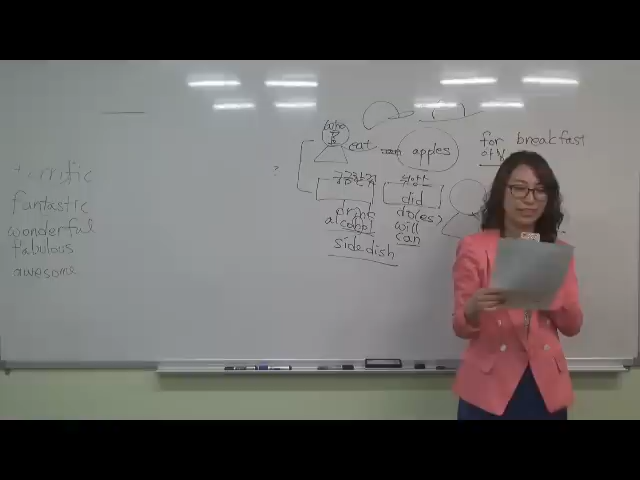 terrific
fantastic
wonderful
fabulous
awesome
who
eat
apples
for breakfast
did
drink
alcohol
side dish
do(es)?
will
can